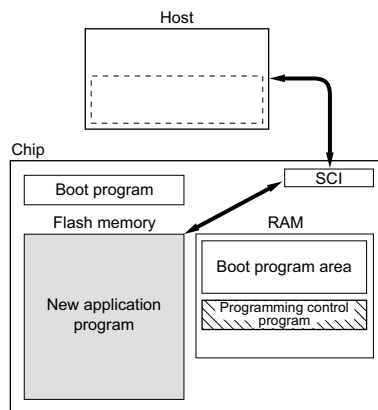 Host
Chip
SCI
Boot program
Flash memory
RAM
Boot program area
New application
program
Programming control
program